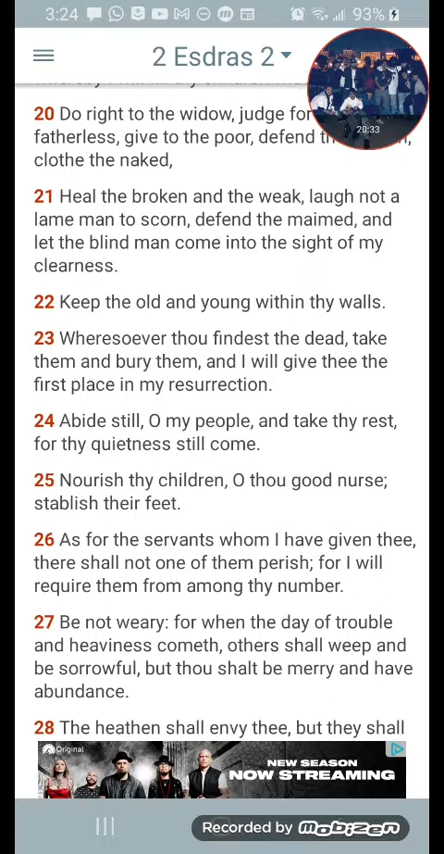 3:24 93%
2 Esdras 2
20 Do right to the widow, judge for
fatherless, give to the poor, defend
clothe the naked,
20:33
21 Heal the broken and the weak, laugh not a
lame man to scorn, defend the maimed, and
let the blind man come into the sight of my
clearness.
22 Keep the old and young within thy walls.
23 Wheresoever thou findest the dead, take
them and bury them, and I will give thee the
first place in my resurrection.
24 Abide still, O my people, and take thy rest,
for thy quietness still come.
25 Nourish thy children, O thou good nurse;
stablish their feet.
26 As for the servants whom I have given thee,
there shall not one of them perish; for I will
require them from among thy number.
27 Be not weary: for when the day of trouble
and heaviness cometh, others shall weep and
be sorrowful, but thou shalt be merry and have
abundance.
28 The heathen shall envy thee, but they shall
Original
NEW SEASON
NOW STREAMING
Recorded by Mobizen